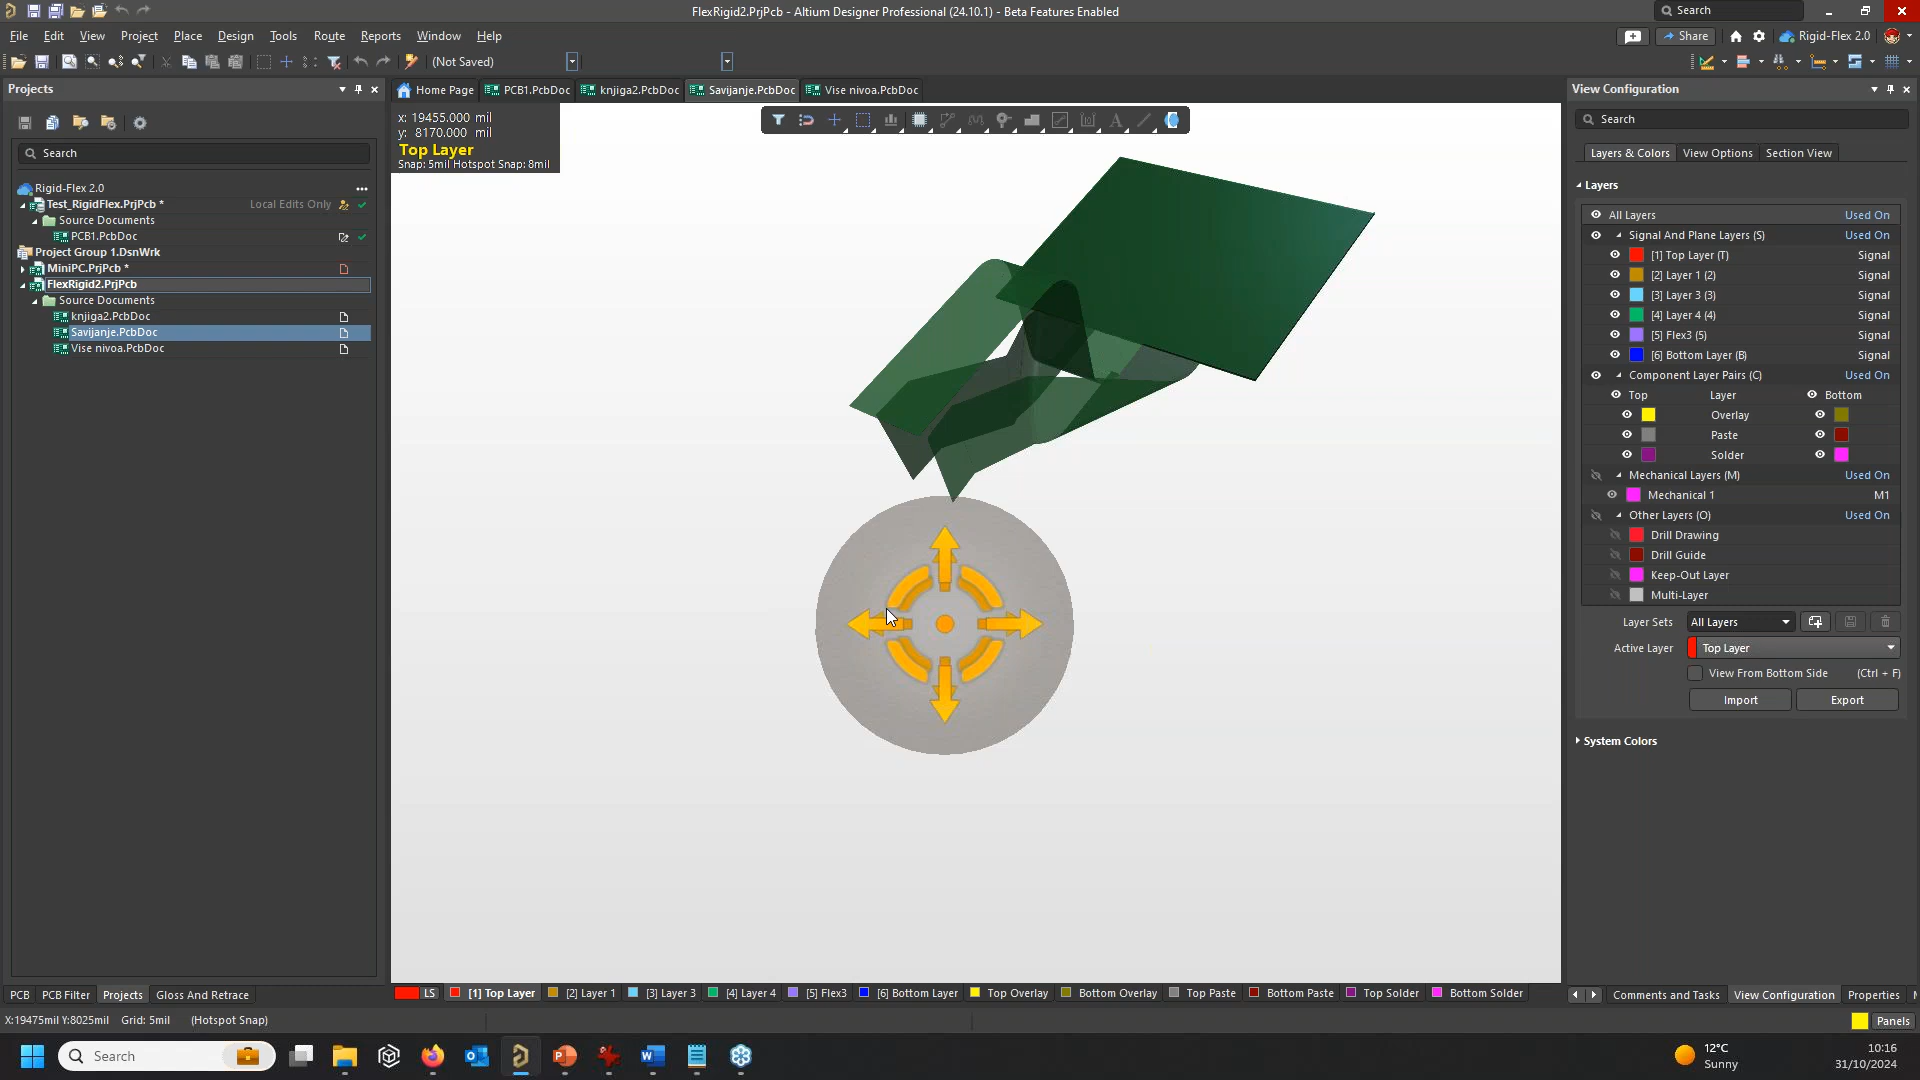 FlexRigid2.PrjPcb - Altium Designer Professional (24.10.1) - Beta Features Enabled
Search
File Edit View Project Place Design Tools Route Reports Window Help
Share
Rigid-Flex 2.0
(Not Saved)
Projects
Search
Rigid-Flex 2.0
Test_RigidFlex.PrjPcb * Local Edits Only
Source Documents
PCB1.PcbDoc
Project Group 1.DsnWrk
MiniPC.PrjPcb *
FlexRigid2.PrjPcb
Source Documents
knjiga2.PcbDoc
Savijanje.PcbDoc
Vise nivoa.PcbDoc
PCB PCB Filter Projects Gloss And Retrace
Home Page PCB1.PcbDoc knjiga2.PcbDoc Savijanje.PcbDoc Vise nivoa.PcbDoc
x: 19455.000 mil
y: 8170.000 mil
Top Layer
Snap: 5mil Hotspot Snap: 8mil
LS [1] Top Layer [2] Layer 1 [3] Layer 3 [4] Layer 4 [5] Flex3 [6] Bottom Layer Top Overlay Bottom Overlay Top Paste Bottom Paste Top Solder Bottom Solder
View Configuration
Search
Layers & Colors View Options Section View
Layers
All Layers Used On
Signal And Plane Layers (S) Used On
[1] Top Layer (T) Signal
[2] Layer 1 (2) Signal
[3] Layer 3 (3) Signal
[4] Layer 4 (4) Signal
[5] Flex3 (5) Signal
[6] Bottom Layer (B) Signal
Component Layer Pairs (C) Used On
Top Layer Bottom
Overlay
Paste
Solder
Mechanical Layers (M) Used On
Mechanical 1 M1
Other Layers (O) Used On
Drill Drawing
Drill Guide
Keep-Out Layer
Multi-Layer
Layer Sets All Layers
Active Layer Top Layer
View From Bottom Side (Ctrl + F)
Import Export
System Colors
Comments and Tasks View Configuration Properties
X:19475mil Y:8025mil Grid: 5mil (Hotspot Snap)
Panels
Search
12°C
Sunny
10:16
31/10/2024